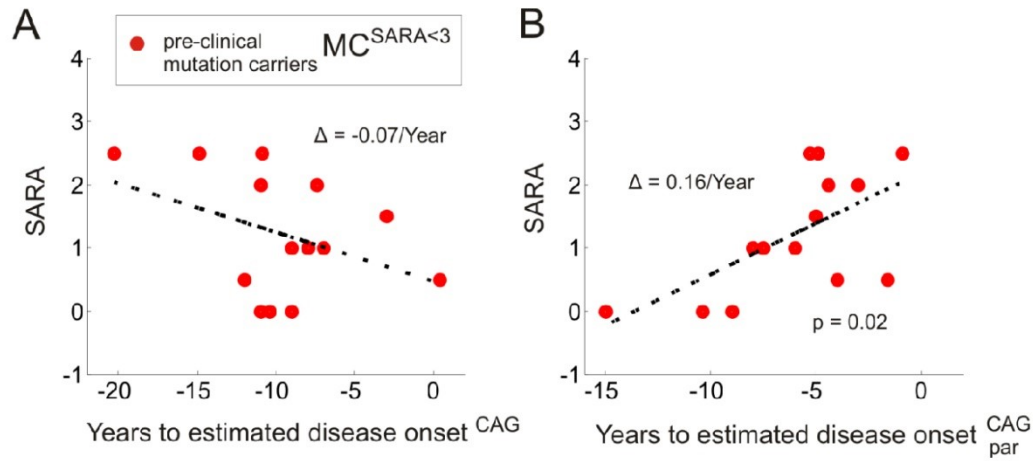 A
B
pre-clinical
mutation carriers MC^SARA<3
4
3
2
1
0
-1
SARA
Δ = -0.07/Year
-20 -15 -10 -5 0
Years to estimated disease onset ^CAG
4
3
2
1
0
-1
SARA
Δ = 0.16/Year
p = 0.02
-15 -10 -5 0
Years to estimated disease onset CAG
par